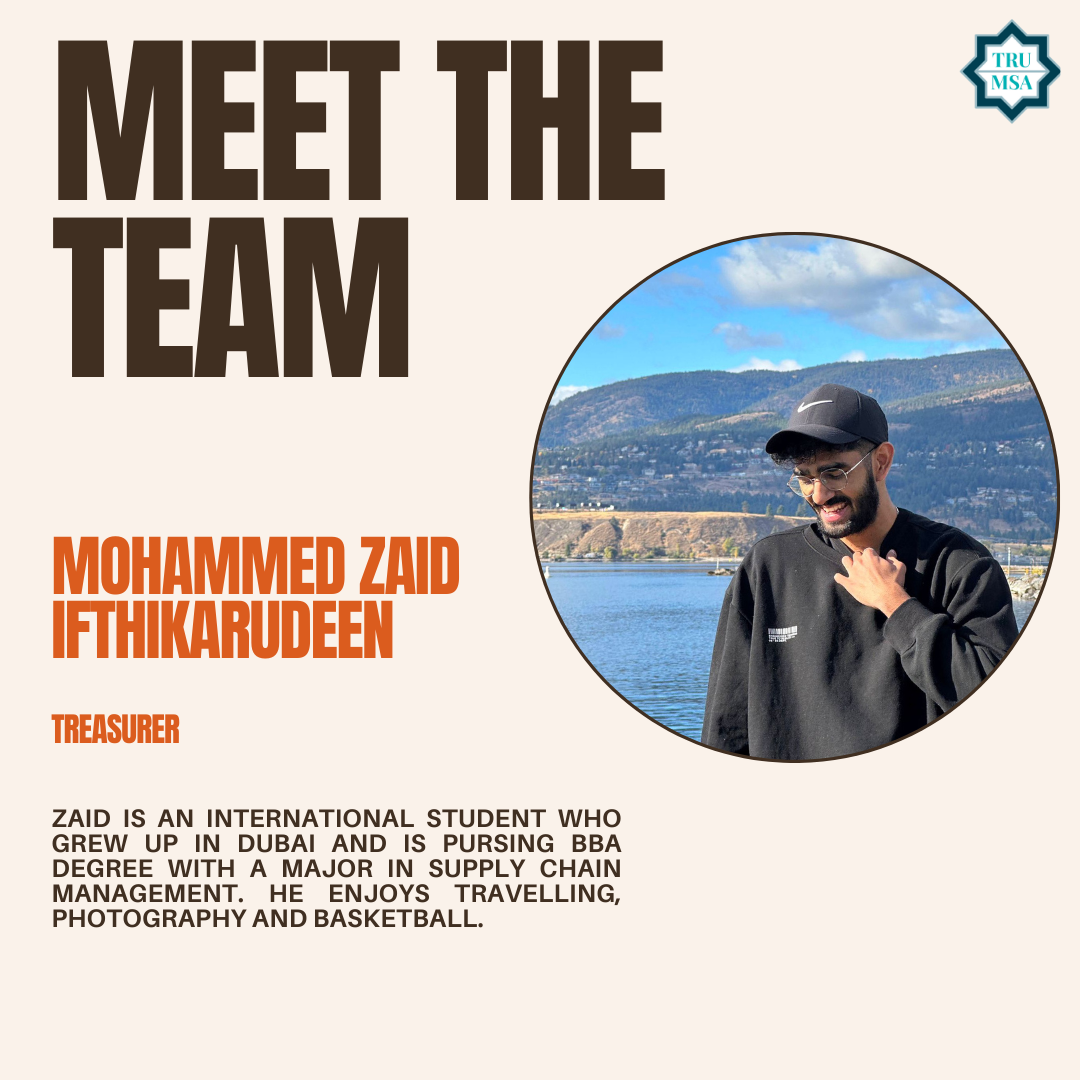 MEET THE
TEAM
TRU
MSA
MOHAMMED ZAID
IFTHIKARUDEEN
TREASURER
ZAID IS AN INTERNATIONAL STUDENT WHO
GREW UP IN DUBAI AND IS PURSING BBA
DEGREE WITH A MAJOR IN SUPPLY CHAIN
MANAGEMENT. HE ENJOYS TRAVELLING,
PHOTOGRAPHY AND BASKETBALL.